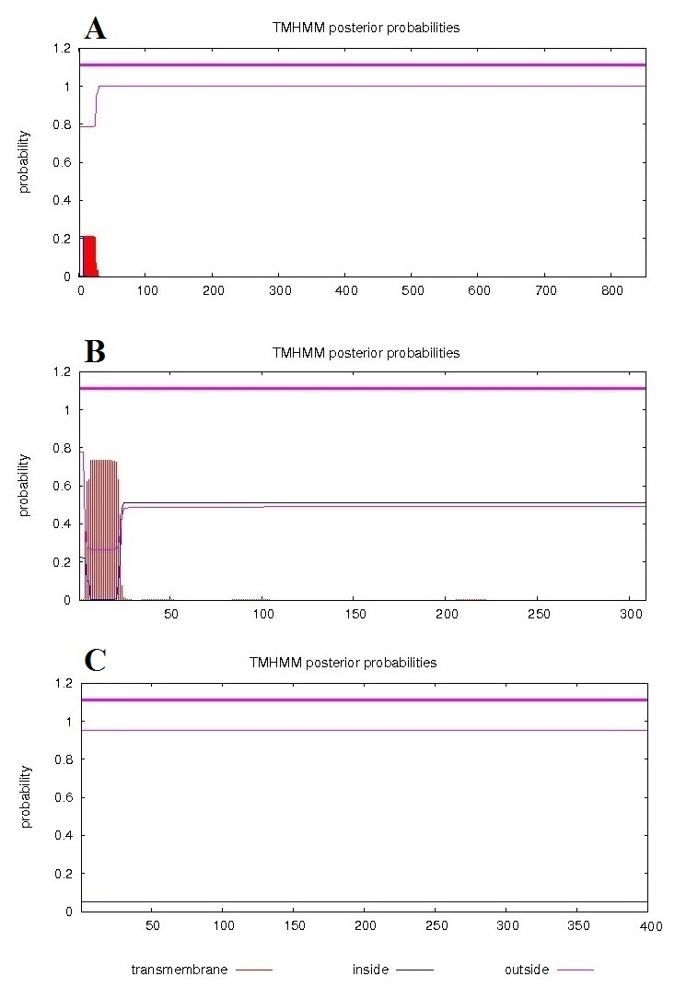 A
TMHMM posterior probabilities
1.2
1
0.8
0.6
0.4
0.2
0
probability
0 100 200 300 400 500 600 700 800
B
TMHMM posterior probabilities
1.2
1
0.8
0.6
0.4
0.2
0
probability
50 100 150 200 250 300
C
TMHMM posterior probabilities
1.2
1
0.8
0.6
0.4
0.2
0
probability
50 100 150 200 250 300 350 400
transmembrane inside outside